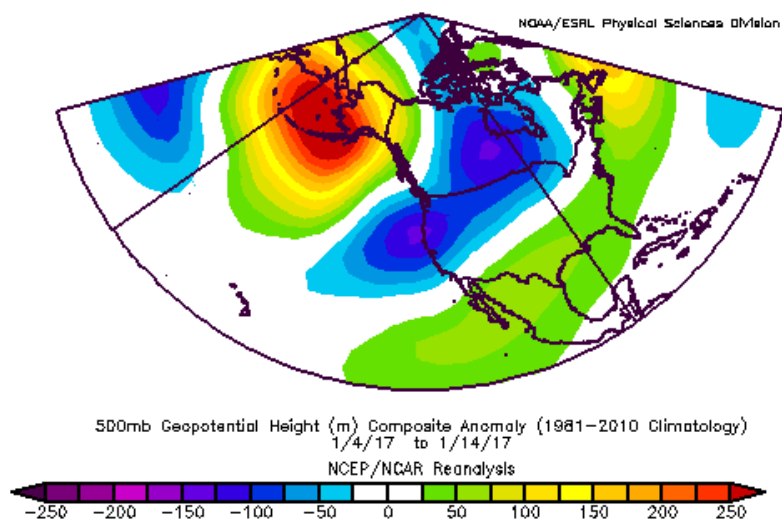 NOAA/ESRL Physical Sciences Division
500mb Geopotential Height (m) Composite Anomaly (1981-2010 Climatology)
1/4/17 to 1/14/17
NCEP/NCAR Reanalysis
-250 -200 -150 -100 -50 0 50 100 150 200 250